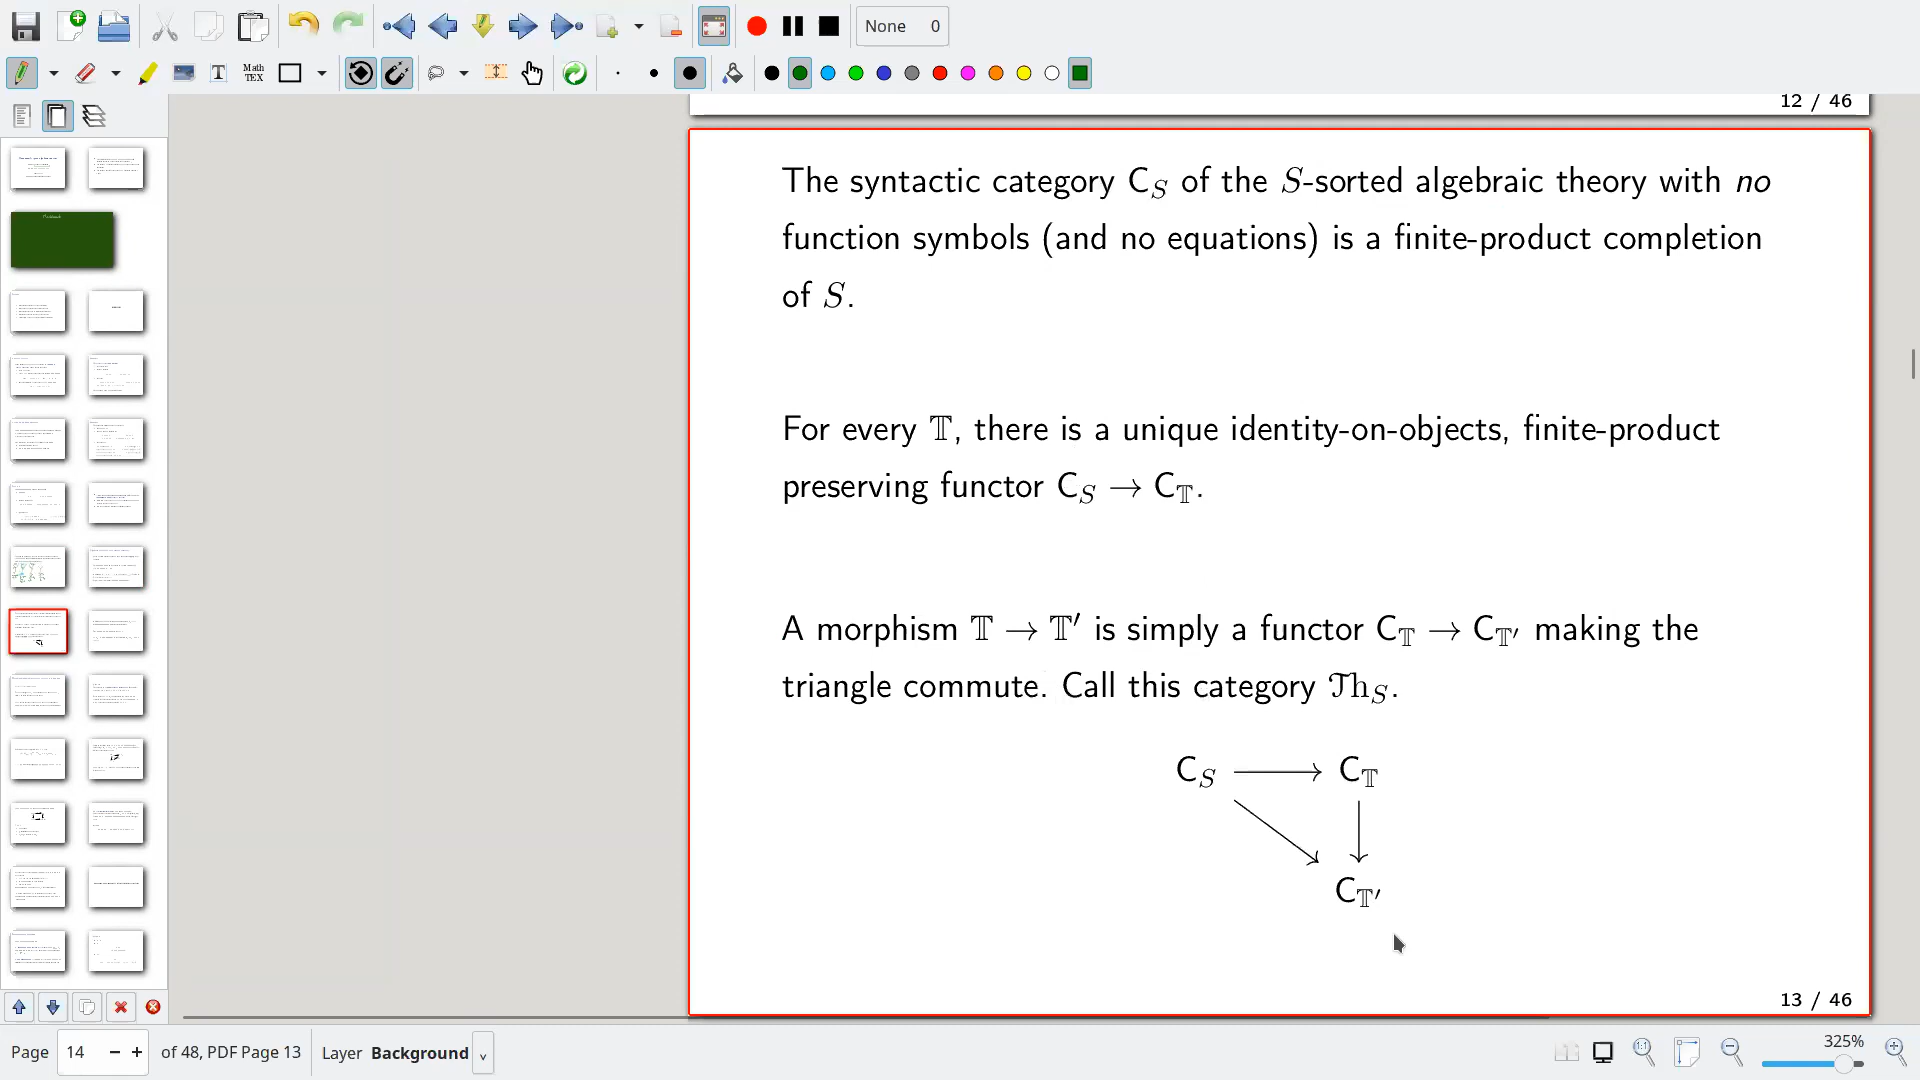 None 0
Math
TEX
12 / 46
The syntactic category C_S of the S-sorted algebraic theory with no
function symbols (and no equations) is a finite-product completion
of S.
For every 𝕋, there is a unique identity-on-objects, finite-product
preserving functor C_S → C_𝕋.
A morphism 𝕋 → 𝕋′ is simply a functor C_𝕋 → C_𝕋′ making the
triangle commute. Call this category 𝒯h_S.
C_S → C_𝕋
C_𝕋′
13 / 46
Page 14 − + of 48, PDF Page 13 Layer Background 325%